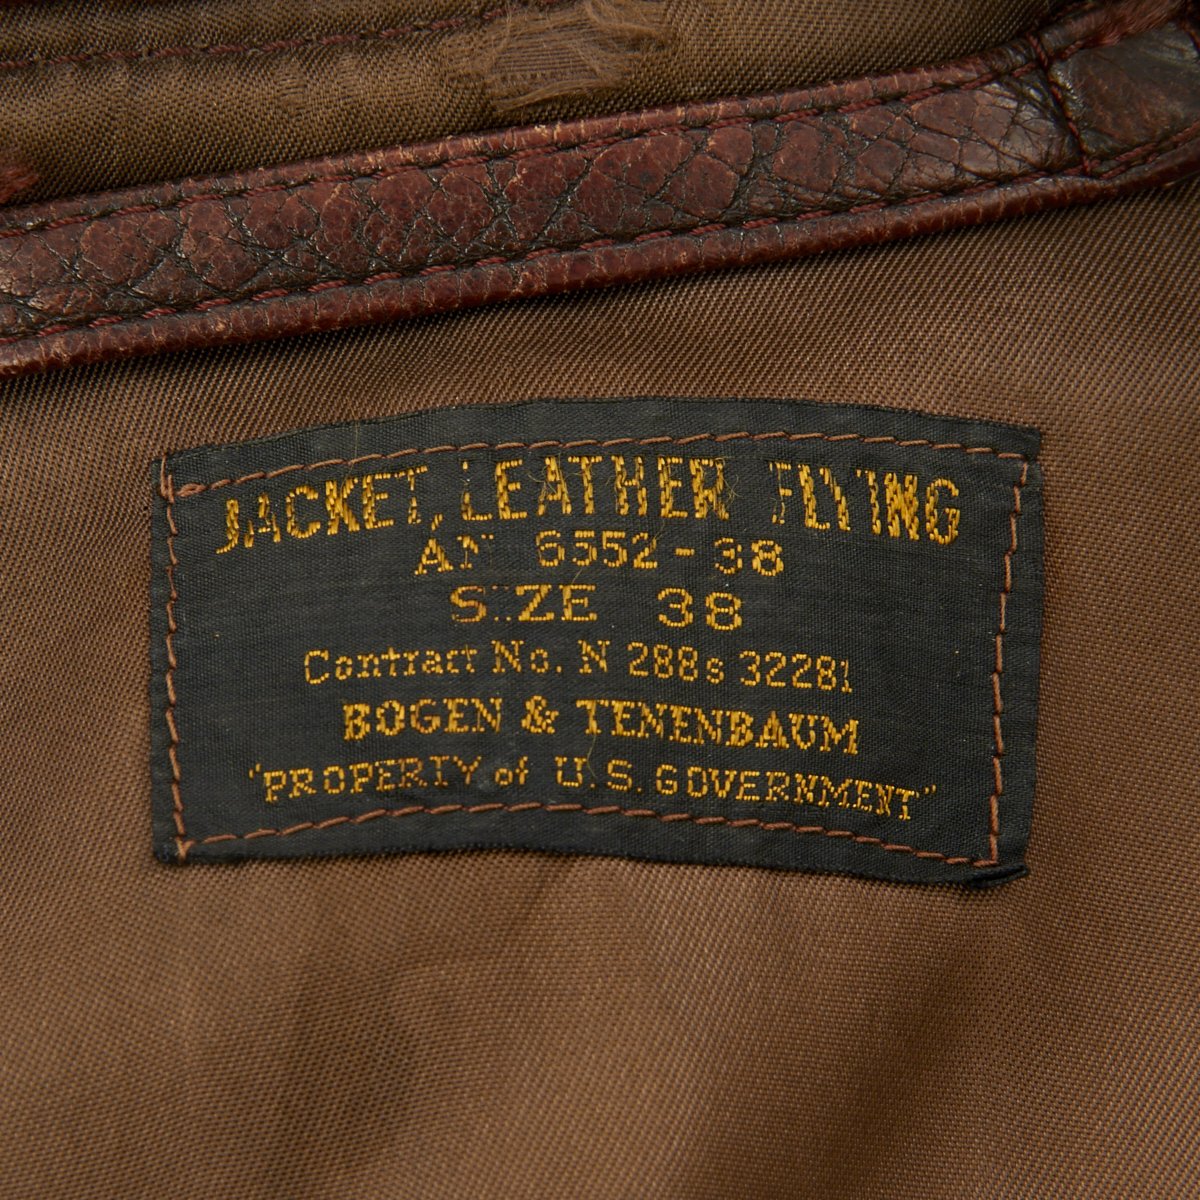 JACKET, LEATHER FLYING
AN 6552-38
SIZE 38
Contract No. N 288s 32281
BOGEN & TENENBAUM
"PROPERTY of U.S. GOVERNMENT"